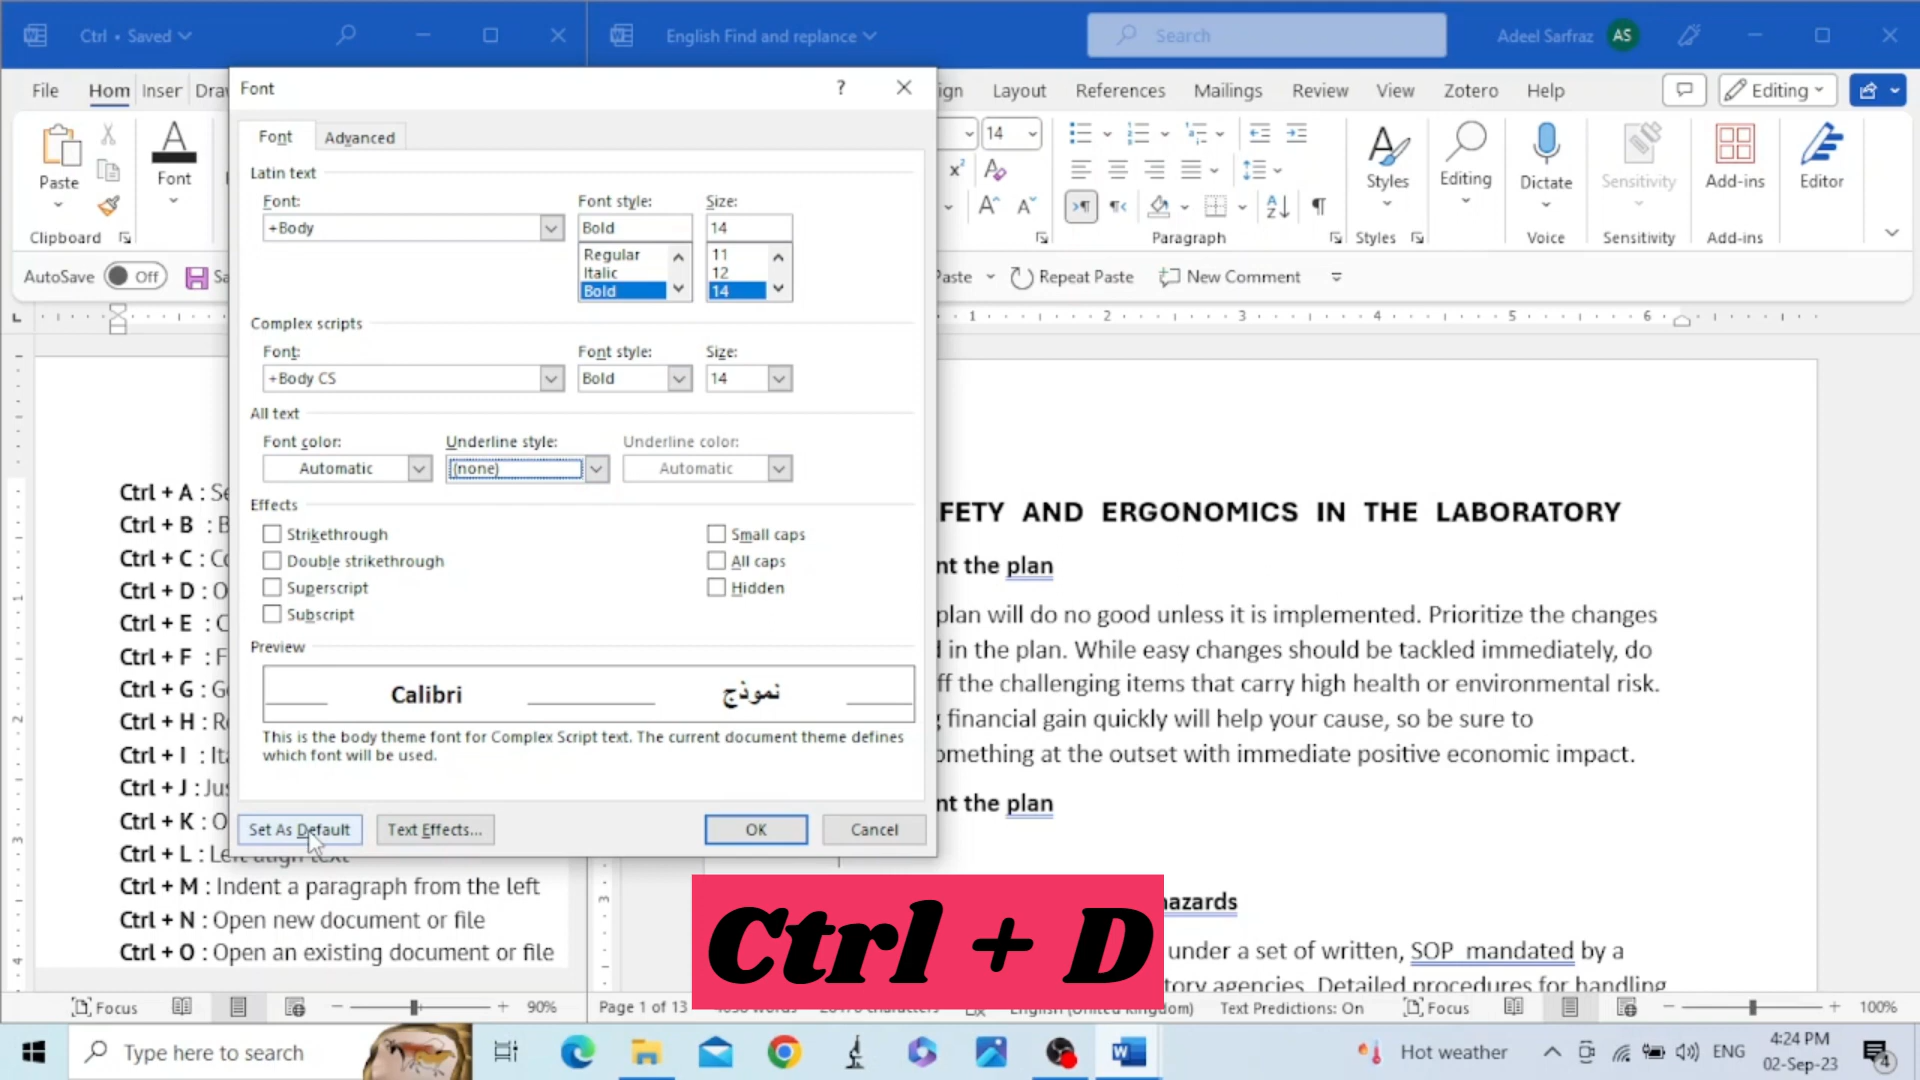 Ctrl • Saved
English Find and replance
Search
Adeel Sarfraz
AS
File
Hom
Inser
Dra
Font
Layout
References
Mailings
Review
View
Zotero
Help
Editing
Paste
Font
14
Styles
Editing
Dictate
Sensitivity
Add-ins
Editor
Clipboard
Paragraph
Styles
Voice
Sensitivity
Add-ins
AutoSave
Off
Repeat Paste
New Comment
Font
Advanced
Latin text
Font:
Font style:
Size:
+Body
Bold
14
Regular
11
Italic
12
Bold
14
Complex scripts
Font:
Font style:
Size:
+Body CS
Bold
14
All text
Font color:
Underline style:
Underline color:
Automatic
(none)
Automatic
Effects
Strikethrough
Small caps
Double strikethrough
All caps
Superscript
Hidden
Subscript
Preview
Calibri
نموذج
This is the body theme font for Complex Script text. The current document theme defines
which font will be used.
Set As Default
Text Effects...
OK
Cancel
Ctrl + A :
Ctrl + B :
Ctrl + C :
Ctrl + D :
Ctrl + E :
Ctrl + F :
Ctrl + G :
Ctrl + H :
Ctrl + I :
Ctrl + J :
Ctrl + K :
Ctrl + L : Left align text
Ctrl + M : Indent a paragraph from the left
Ctrl + N : Open new document or file
Ctrl + O : Open an existing document or file
FETY AND ERGONOMICS IN THE LABORATORY
the plan
plan will do no good unless it is implemented. Prioritize the changes
in the plan. While easy changes should be tackled immediately, do
the challenging items that carry high health or environmental risk.
financial gain quickly will help your cause, so be sure to
omething at the outset with immediate positive economic impact.
the plan
azards
under a set of written, SOP mandated by a
agencies. Detailed procedures for handling
Ctrl + D
Focus
90%
Page 1 of 13
English (United Kingdom)
Text Predictions: On
Focus
100%
Type here to search
Hot weather
ENG
4:24 PM
02-Sep-23
4